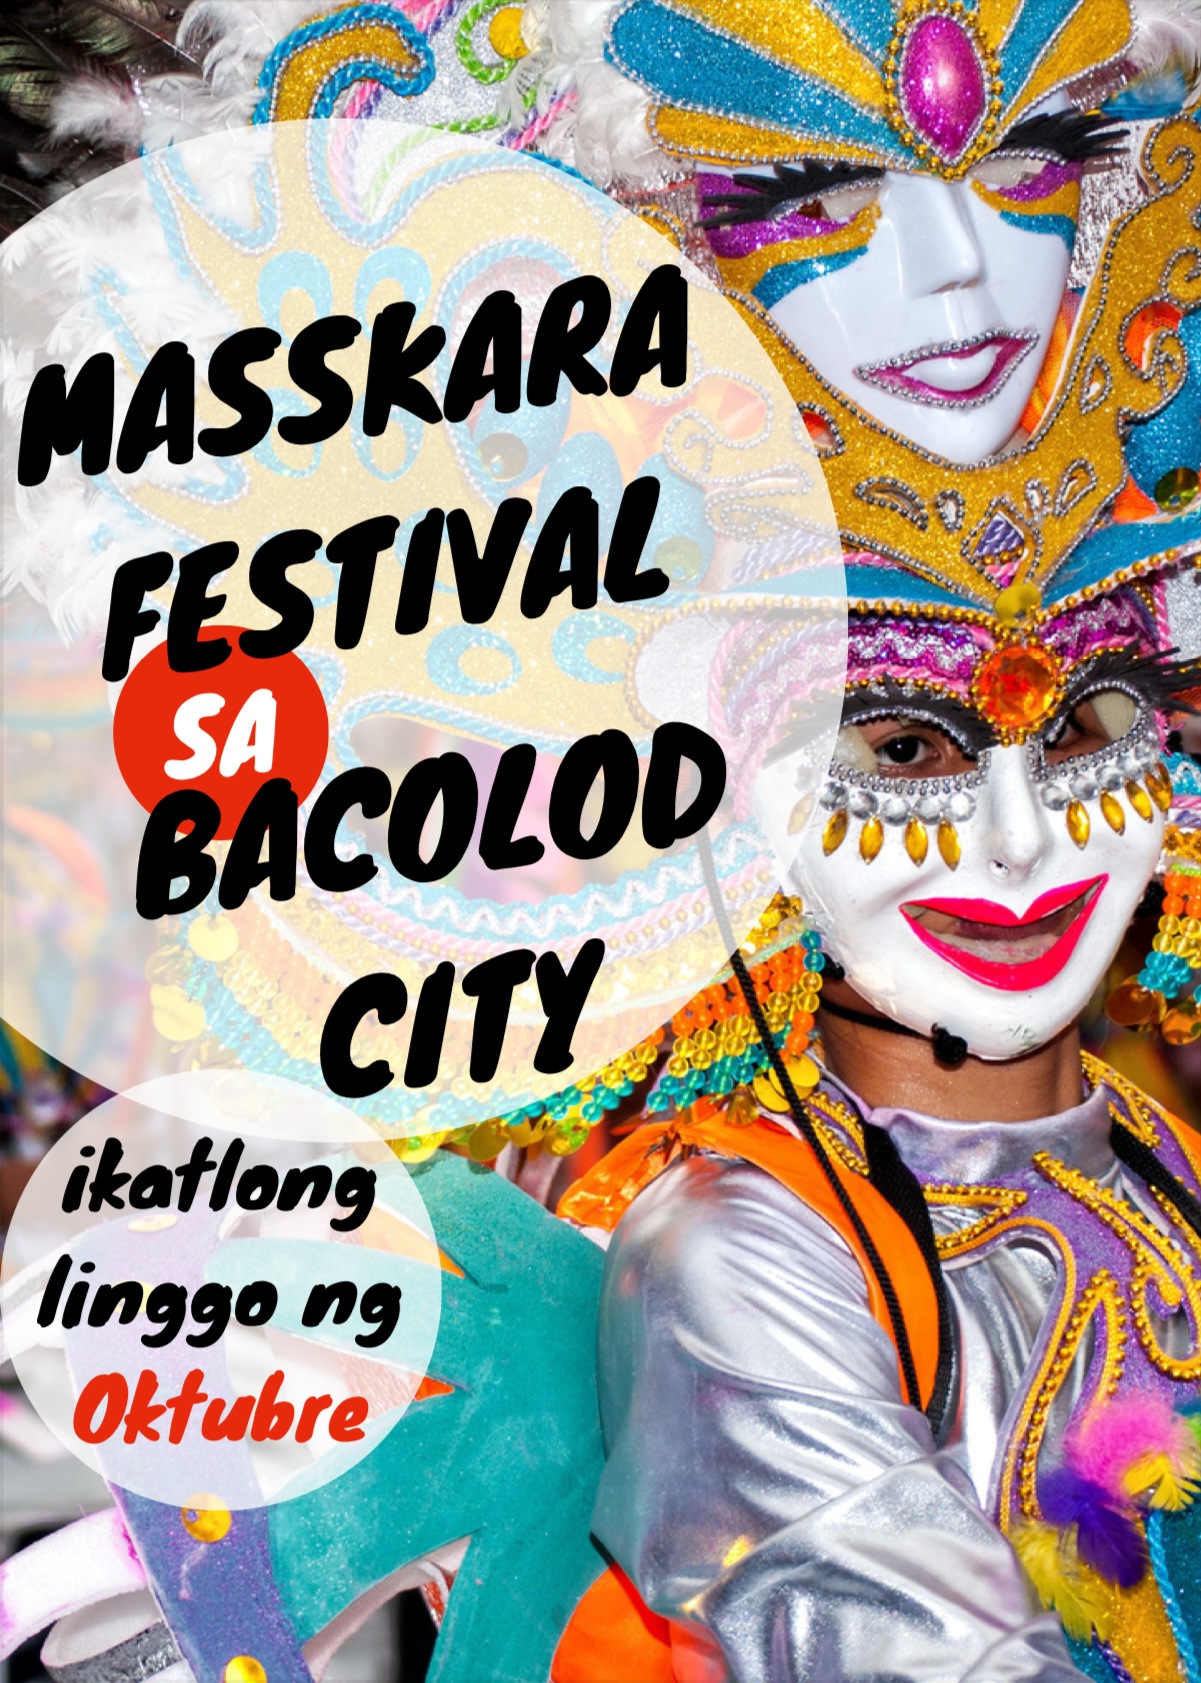 MASSKARA
FESTIVAL
SA
BACOLOD
CITY
ikatlong
linggo ng
Oktubre